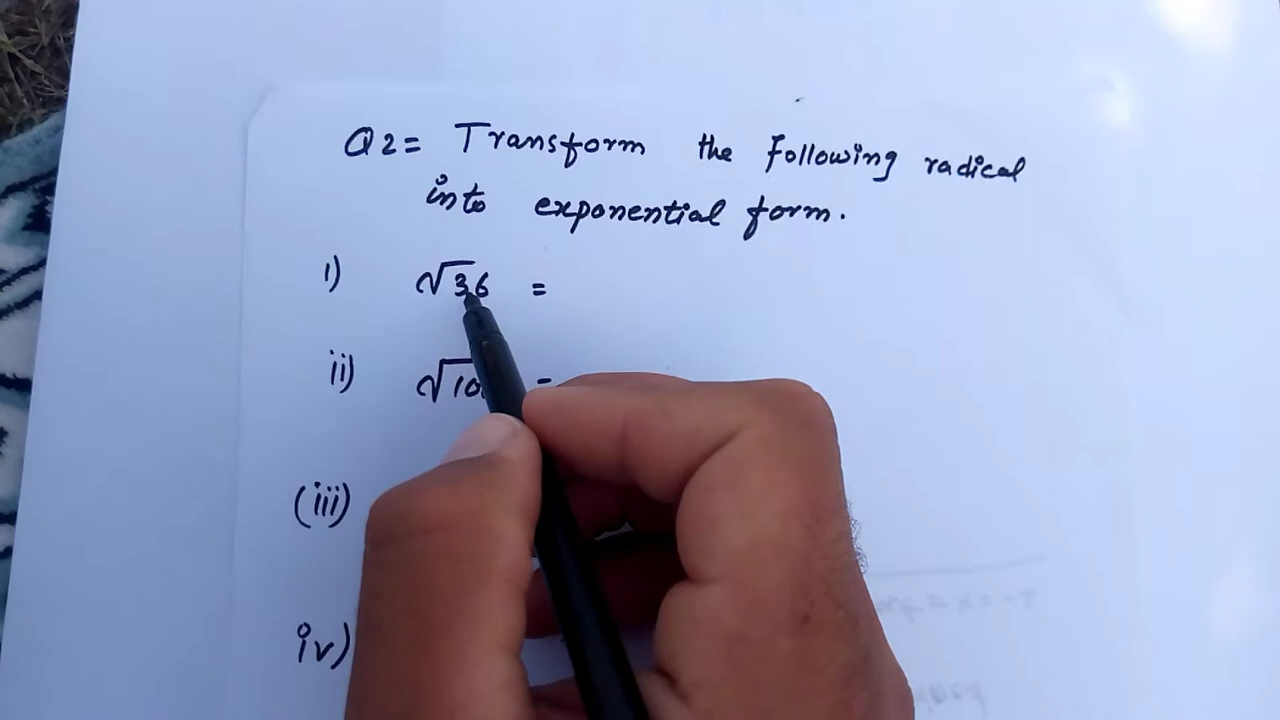 Q2= Transform the following radical
into exponential form.
i) √36 =
ii) √10 =
(iii)
iv)